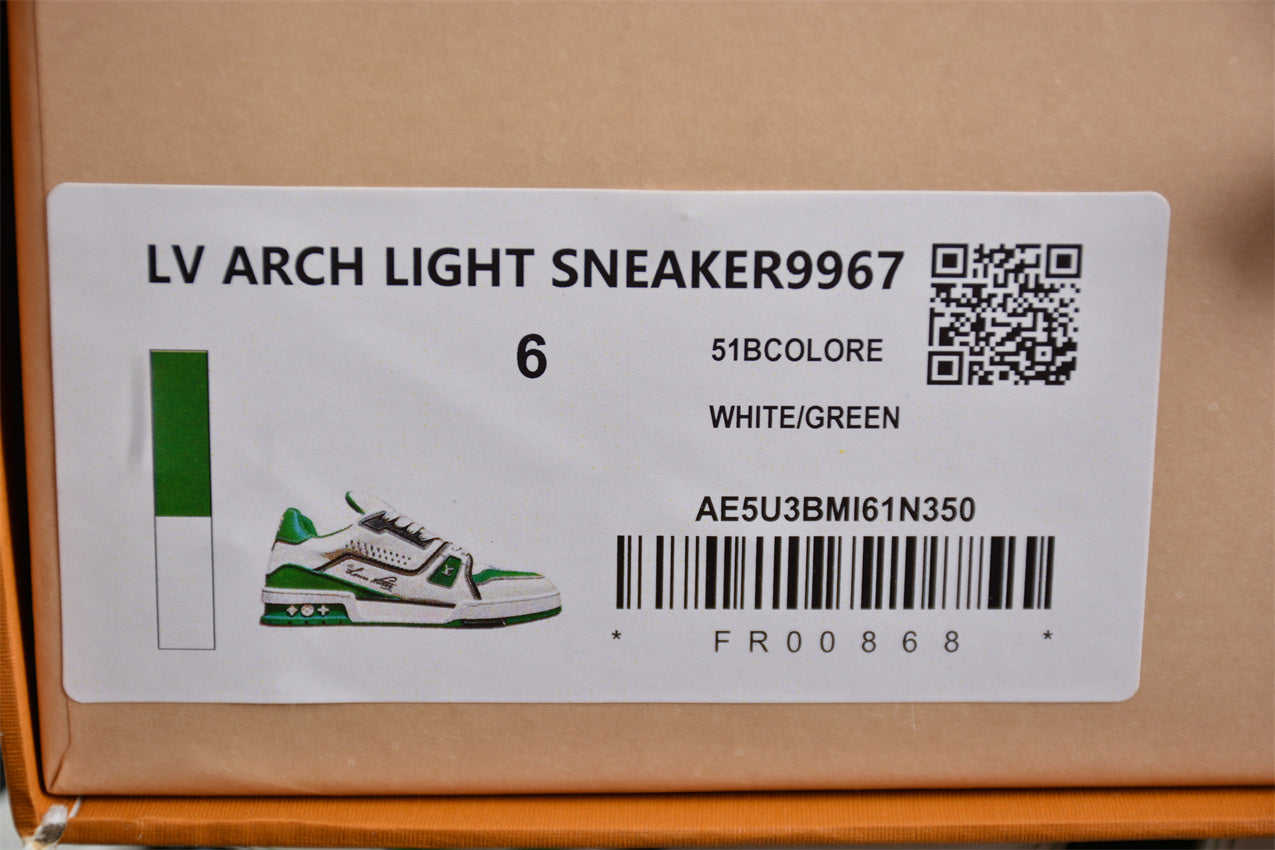 LV ARCH LIGHT SNEAKER9967
6
51BCOLORE
WHITE/GREEN
AE5U3BMI61N350
* FR00868 *